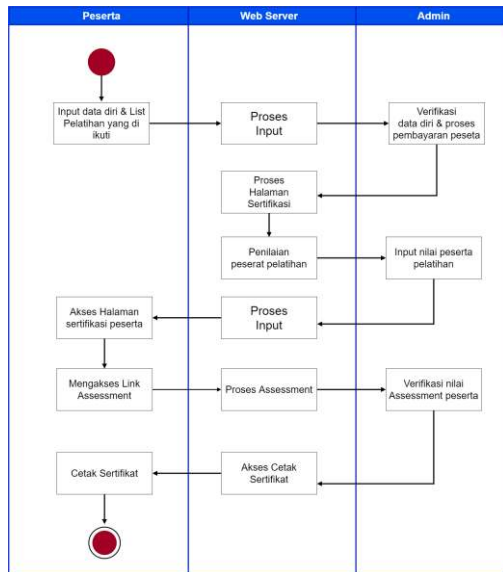 Peserta
Web Server
Admin
Input data diri & List
Pelatihan yang di
ikuti
Proses
Input
Verifikasi
data diri & proses
pembayaran peseta
Proses
Halaman
Sertifikasi
Penilaian
peserat pelatihan
Input nilai peserta
pelatihan
Akses Halaman
sertifikasi peserta
Proses
Input
Mengakses Link
Assessment
Proses Assessment
Verifikasi nilai
Assessment peserta
Cetak Sertifikat
Akses Cetak
Sertifikat